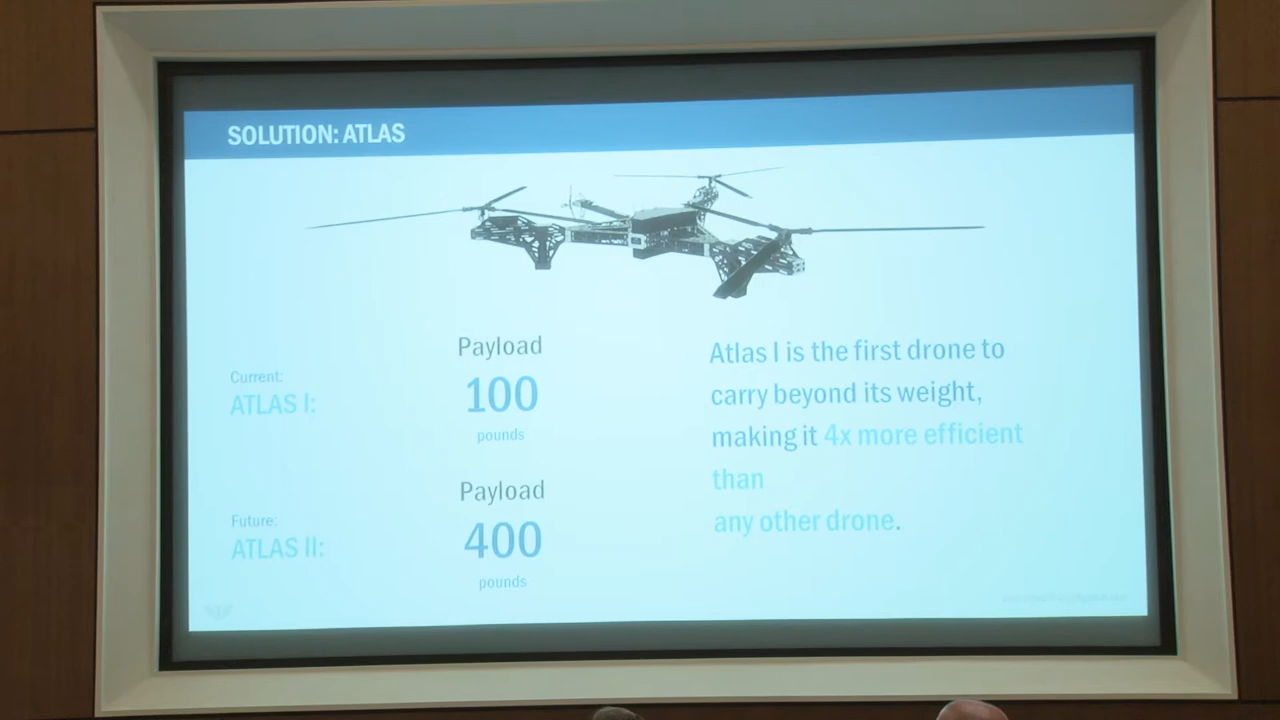 SOLUTION: ATLAS
Payload
Current:
ATLAS I:
100
pounds
Payload
Future:
ATLAS II:
400
pounds
Atlas I is the first drone to
carry beyond its weight,
making it 4x more efficient
than
any other drone.